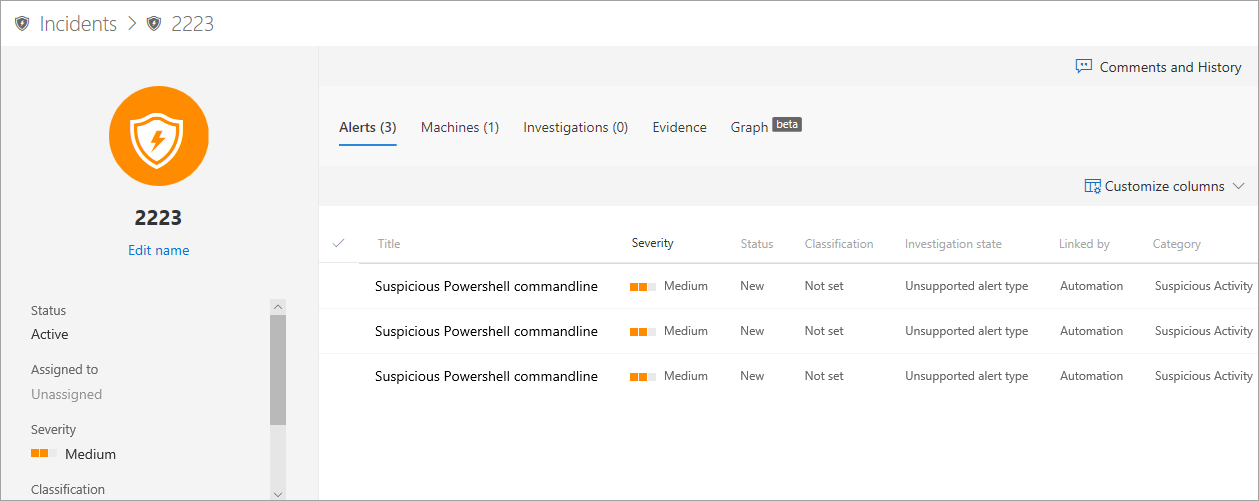 Incidents > 2223
Comments and History
2223
Edit name
Status
Active
Assigned to
Unassigned
Severity
Medium
Classification
Alerts (3) Machines (1) Investigations (0) Evidence Graph beta
Customize columns
Title Severity Status Classification Investigation state Linked by Category
Suspicious Powershell commandline Medium New Not set Unsupported alert type Automation Suspicious Activity
Suspicious Powershell commandline Medium New Not set Unsupported alert type Automation Suspicious Activity
Suspicious Powershell commandline Medium New Not set Unsupported alert type Automation Suspicious Activity